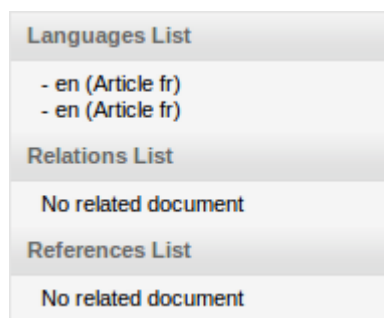 Languages List
- en (Article fr)
- en (Article fr)
Relations List
No related document
References List
No related document